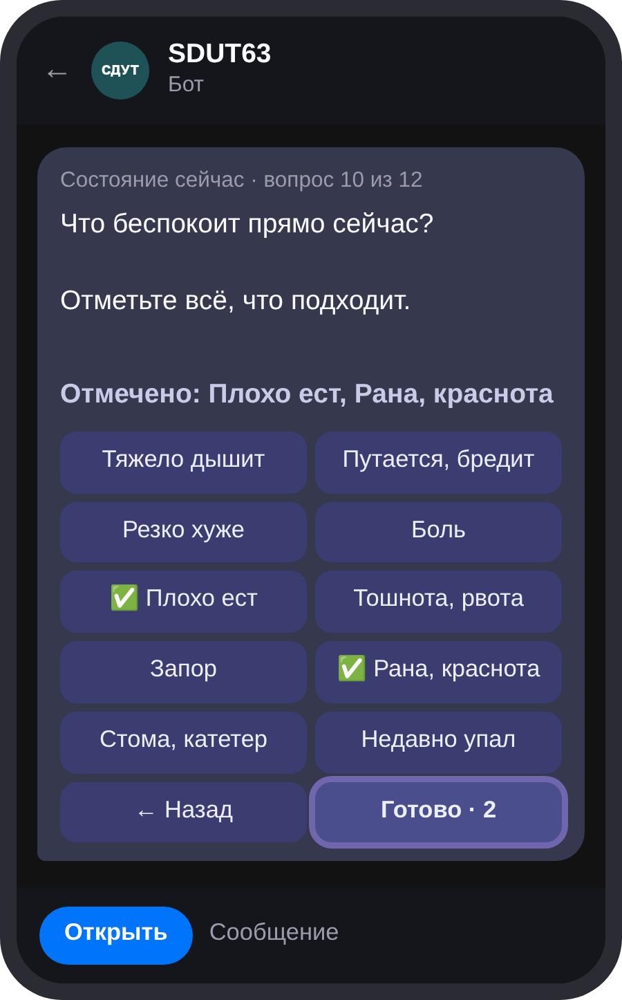 ←
СДУТ
SDUT63
Бот
Состояние сейчас · вопрос 10 из 12
Что беспокоит прямо сейчас?
Отметьте всё, что подходит.
Отмечено: Плохо ест, Рана, краснота
Тяжело дышит
Путается, бредит
Резко хуже
Боль
✅ Плохо ест
Тошнота, рвота
Запор
✅ Рана, краснота
Стома, катетер
Недавно упал
← Назад
Готово · 2
Открыть
Сообщение